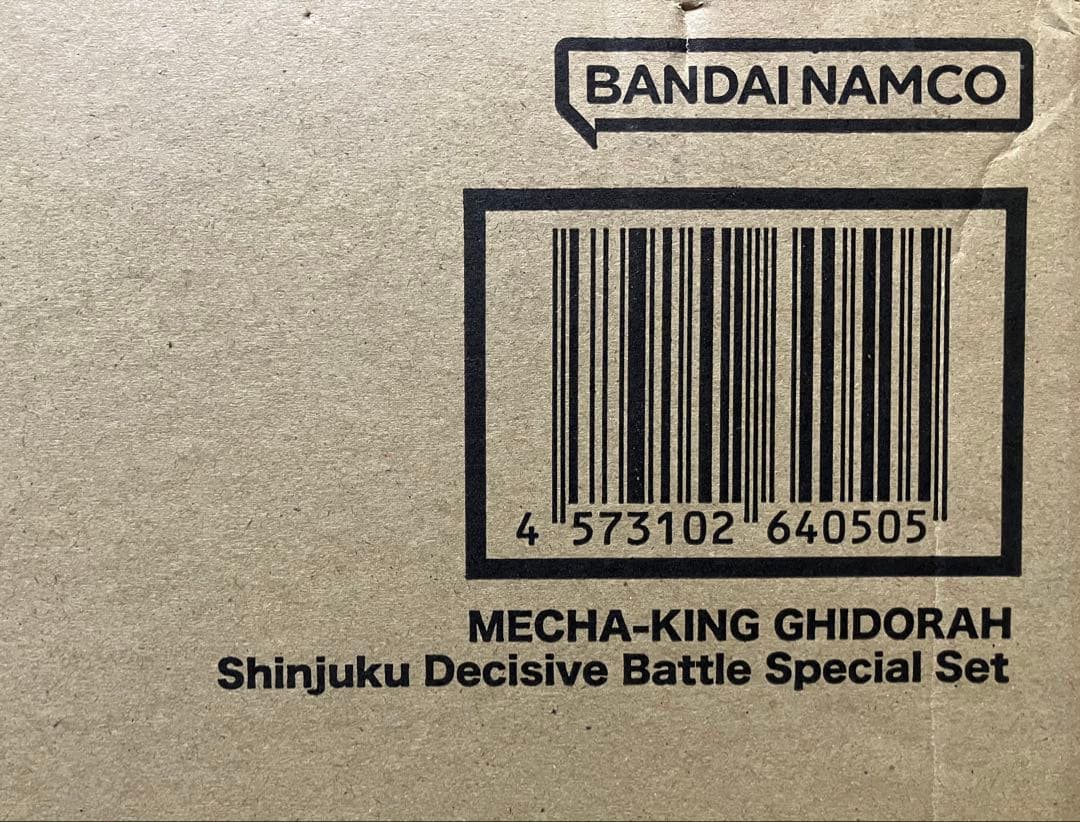 BANDAI NAMCO
4 573102 640505
MECHA-KING GHIDORAH
Shinjuku Decisive Battle Special Set